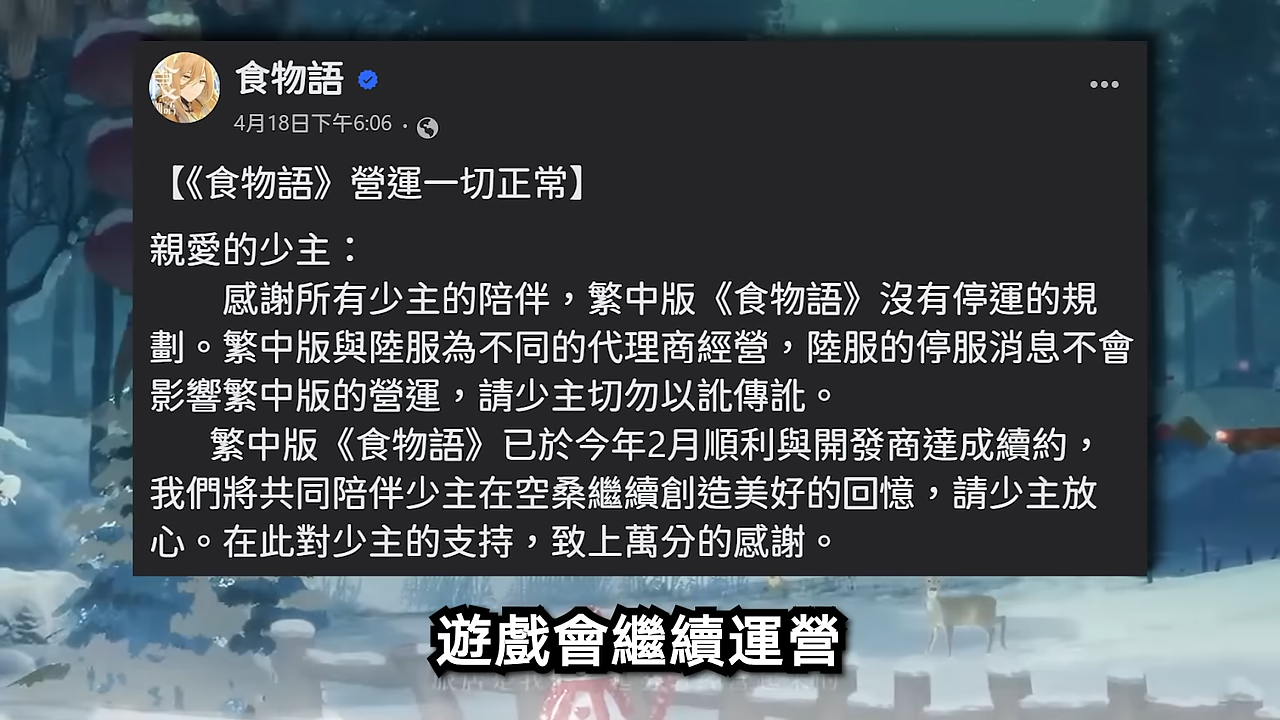 食物語
4月18日下午6:06 ·
【《食物語》營運一切正常】
親愛的少主：
感謝所有少主的陪伴，繁中版《食物語》沒有停運的規
劃。繁中版與陸服為不同的代理商經營，陸服的停服消息不會
影響繁中版的營運，請少主切勿以訛傳訛。
繁中版《食物語》已於今年2月順利與開發商達成續約，
我們將共同陪伴少主在空桑繼續創造美好的回憶，請少主放
心。在此對少主的支持，致上萬分的感謝。
遊戲會繼續運營